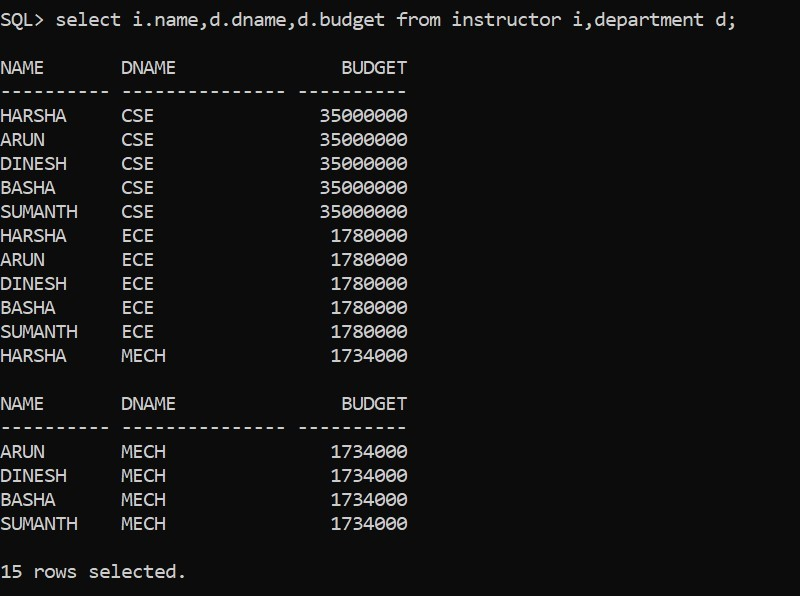 SQL> select i.name,d.dname,d.budget from instructor i,department d;
NAME       DNAME               BUDGET
---------- --------------- ----------
HARSHA     CSE               35000000
ARUN       CSE               35000000
DINESH     CSE               35000000
BASHA      CSE               35000000
SUMANTH    CSE               35000000
HARSHA     ECE                1780000
ARUN       ECE                1780000
DINESH     ECE                1780000
BASHA      ECE                1780000
SUMANTH    ECE                1780000
HARSHA     MECH               1734000
NAME       DNAME               BUDGET
---------- --------------- ----------
ARUN       MECH               1734000
DINESH     MECH               1734000
BASHA      MECH               1734000
SUMANTH    MECH               1734000
15 rows selected.